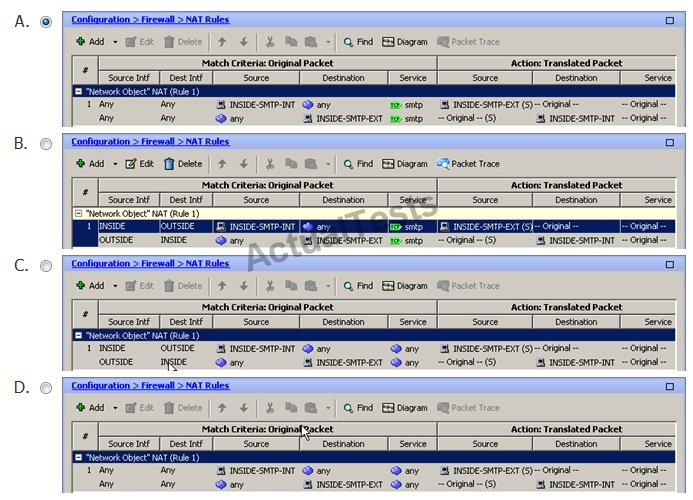 A.
Configuration > Firewall > NAT Rules
Add Edit Delete Find Diagram Packet Trace
Match Criteria: Original Packet Action: Translated Packet
# Source Intf Dest Intf Source Destination Service Source Destination Service
"Network Object" NAT (Rule 1)
1 Any Any INSIDE-SMTP-INT any TCP smtp INSIDE-SMTP-EXT (S) -- Original -- -- Original --
Any Any any INSIDE-SMTP-EXT TCP smtp -- Original -- (S) INSIDE-SMTP-INT -- Original --
B.
Configuration > Firewall > NAT Rules
Add Edit Delete Find Diagram Packet Trace
Match Criteria: Original Packet Action: Translated Packet
# Source Intf Dest Intf Source Destination Service Source Destination Service
"Network Object" NAT (Rule 1)
1 INSIDE OUTSIDE INSIDE-SMTP-INT any TCP smtp INSIDE-SMTP-EXT (S) -- Original -- -- Original --
OUTSIDE INSIDE any INSIDE-SMTP-EXT TCP smtp -- Original -- (S) INSIDE-SMTP-INT -- Original --
ActualTests
C.
Configuration > Firewall > NAT Rules
Add Edit Delete Find Diagram Packet Trace
Match Criteria: Original Packet Action: Translated Packet
# Source Intf Dest Intf Source Destination Service Source Destination Service
"Network Object" NAT (Rule 1)
1 INSIDE OUTSIDE INSIDE-SMTP-INT any any INSIDE-SMTP-EXT (S) -- Original -- -- Original --
OUTSIDE INSIDE any INSIDE-SMTP-EXT any -- Original -- (S) INSIDE-SMTP-INT -- Original --
D.
Configuration > Firewall > NAT Rules
Add Edit Delete Find Diagram Packet Trace
Match Criteria: Original Packet Action: Translated Packet
# Source Intf Dest Intf Source Destination Service Source Destination Service
"Network Object" NAT (Rule 1)
1 Any Any INSIDE-SMTP-INT any any INSIDE-SMTP-EXT (S) -- Original -- -- Original --
Any Any any INSIDE-SMTP-EXT any -- Original -- (S) INSIDE-SMTP-INT -- Original --